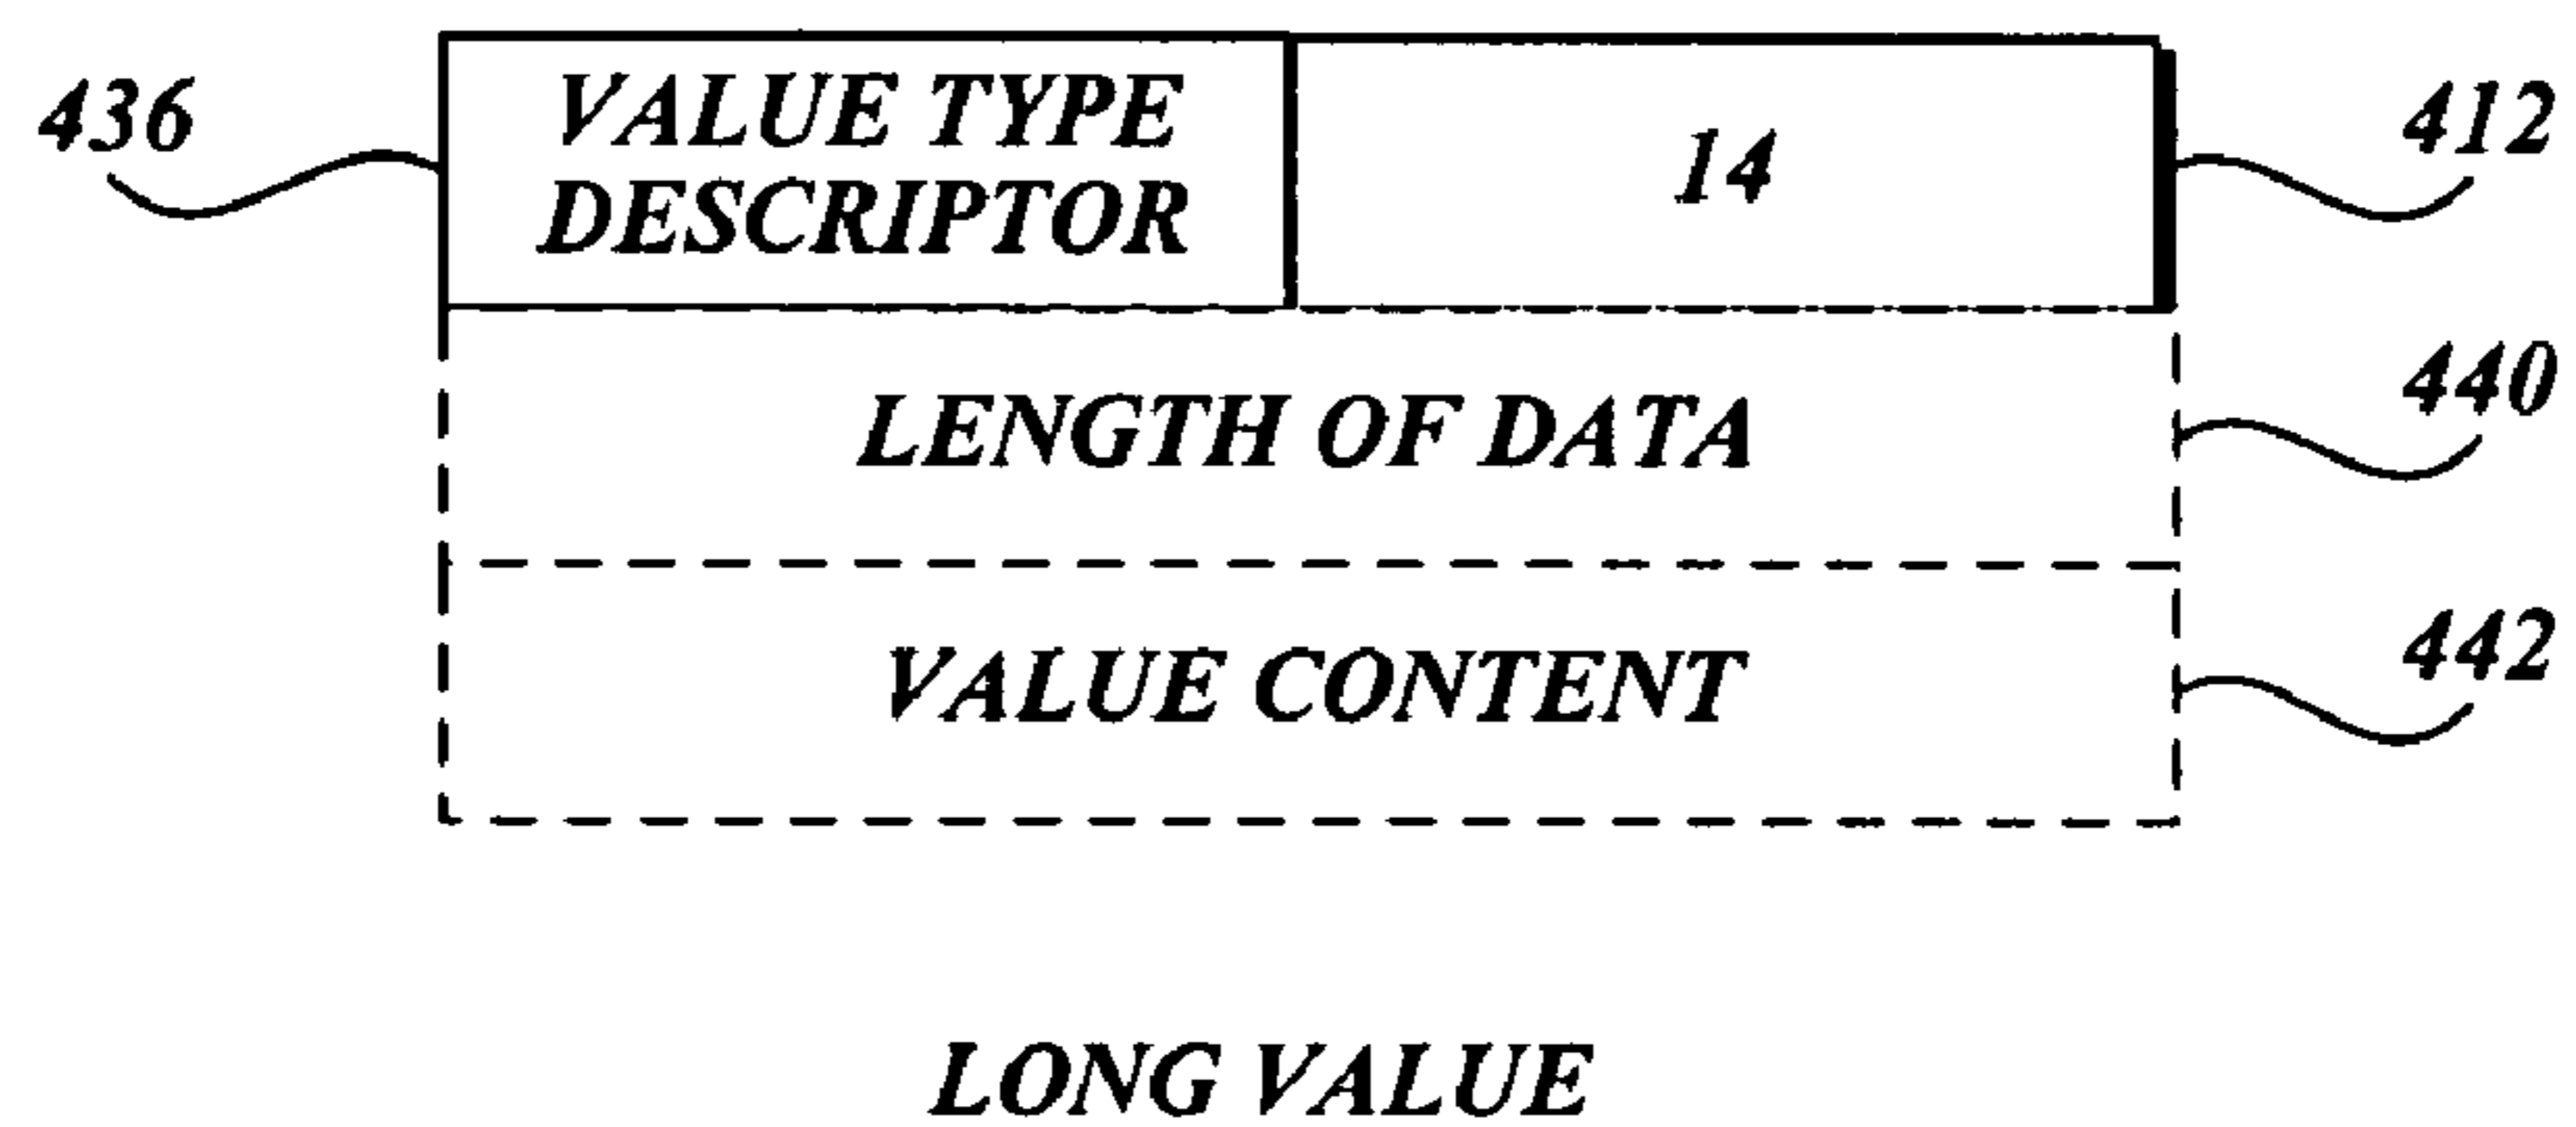 436
VALUE TYPE
DESCRIPTOR
14
412
LENGTH OF DATA
440
VALUE CONTENT
442
LONG VALUE